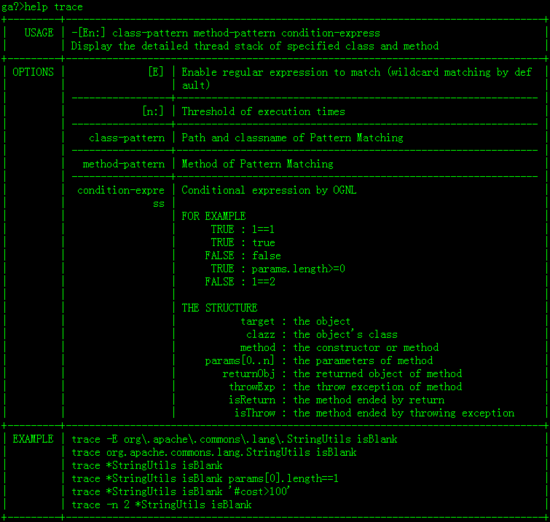 ga?>help trace
USAGE -[En:] class-pattern method-pattern condition-express
Display the detailed thread stack of specified class and method
OPTIONS [E] Enable regular expression to match (wildcard matching by def
ault)
[n:] Threshold of execution times
class-pattern Path and classname of Pattern Matching
method-pattern Method of Pattern Matching
condition-expre Conditional expression by OGNL
ss
FOR EXAMPLE
TRUE : 1==1
TRUE : true
FALSE : false
TRUE : params.length>=0
FALSE : 1==2
THE STRUCTURE
target : the object
clazz : the object's class
method : the constructor or method
params[0..n] : the parameters of method
returnObj : the returned object of method
throwExp : the throw exception of method
isReturn : the method ended by return
isThrow : the method ended by throwing exception
EXAMPLE trace -E org\.apache\.commons\.lang\.StringUtils isBlank
trace org.apache.commons.lang.StringUtils isBlank
trace *StringUtils isBlank
trace *StringUtils isBlank params[0].length==1
trace *StringUtils isBlank '#cost>100'
trace -n 2 *StringUtils isBlank